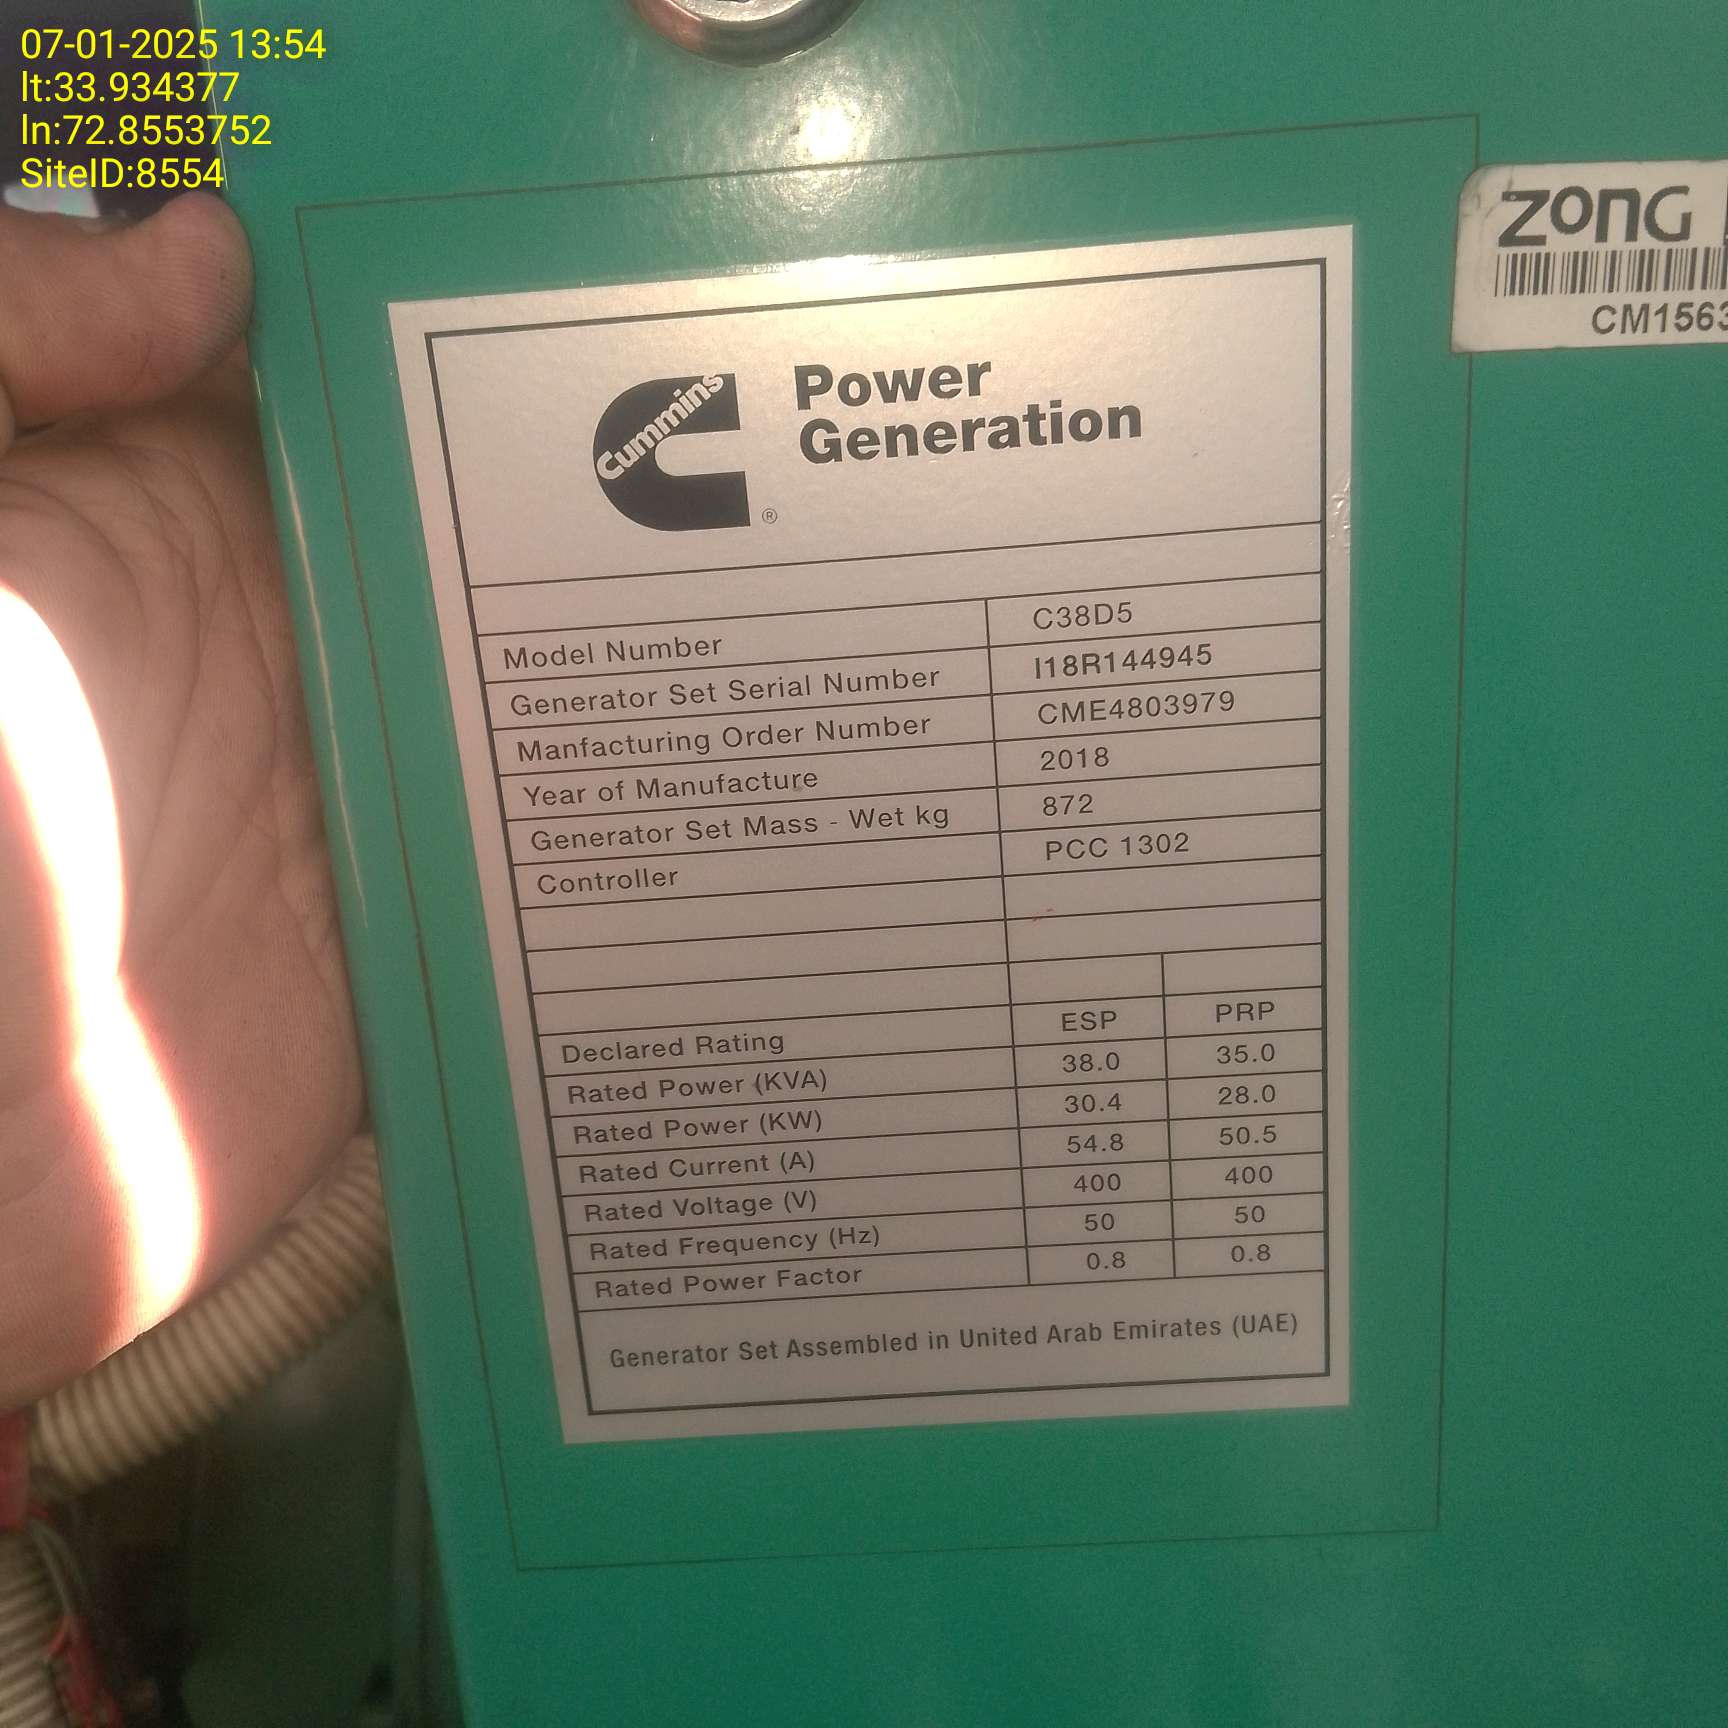 07-01-2025 13:54
lt:33.934377
ln:72.8553752
SiteID:8554
ZONG
CM1563
Cummins
®
Power
Generation
Model Number C38D5
Generator Set Serial Number I18R144945
Manfacturing Order Number CME4803979
Year of Manufacture 2018
Generator Set Mass - Wet kg 872
Controller PCC 1302
Declared Rating ESP PRP
Rated Power (KVA) 38.0 35.0
Rated Power (KW) 30.4 28.0
Rated Current (A) 54.8 50.5
Rated Voltage (V) 400 400
Rated Frequency (Hz) 50 50
Rated Power Factor 0.8 0.8
Generator Set Assembled in United Arab Emirates (UAE)